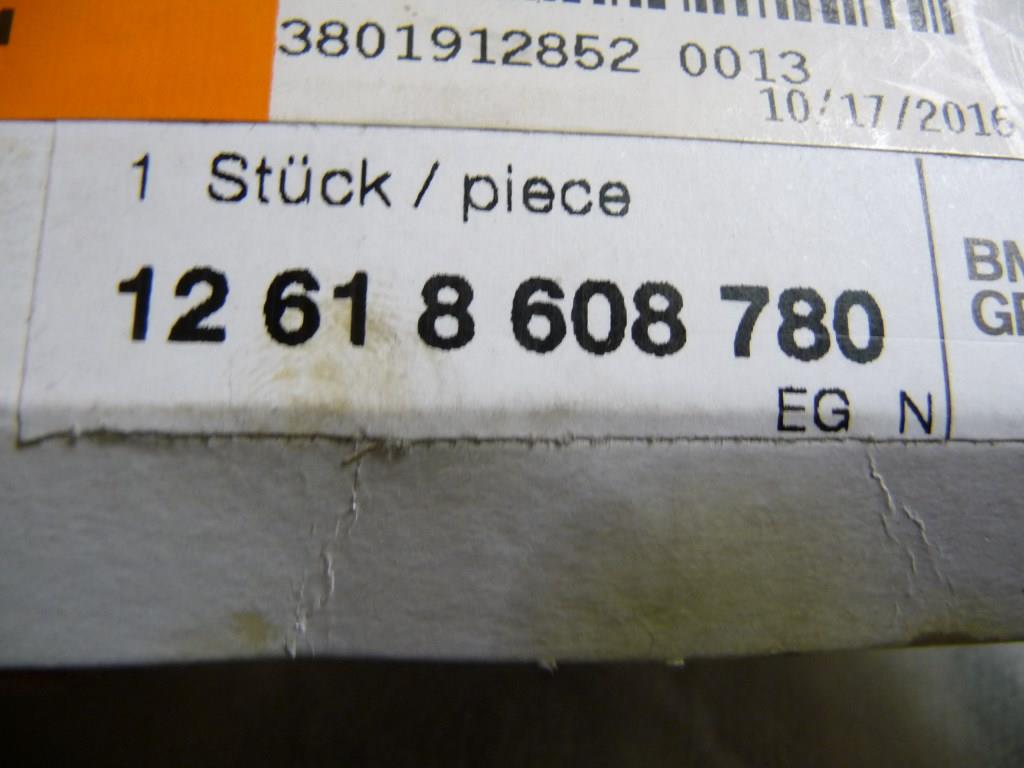 3801912852 0013
10/17/2016
1 Stück / piece
12 61 8 608 780
EG N